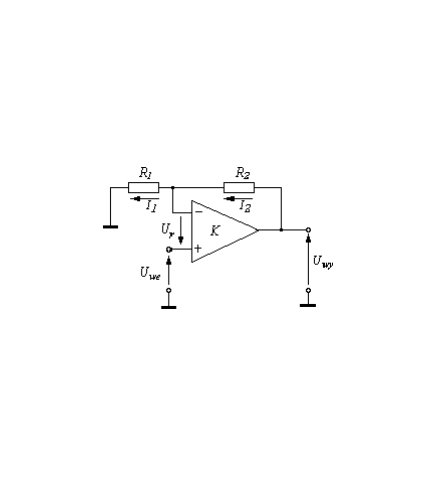 R1 R2
I1 I2
−
Ur K
+
Uwe Uwy